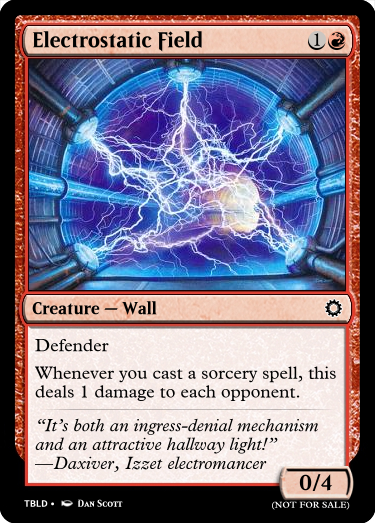 Electrostatic Field 1
Creature — Wall
Defender
Whenever you cast a sorcery spell, this
deals 1 damage to each opponent.
“It’s both an ingress-denial mechanism
and an attractive hallway light!”
—Daxiver, Izzet electromancer
0/4
TBLD • Dan Scott
(NOT FOR SALE)